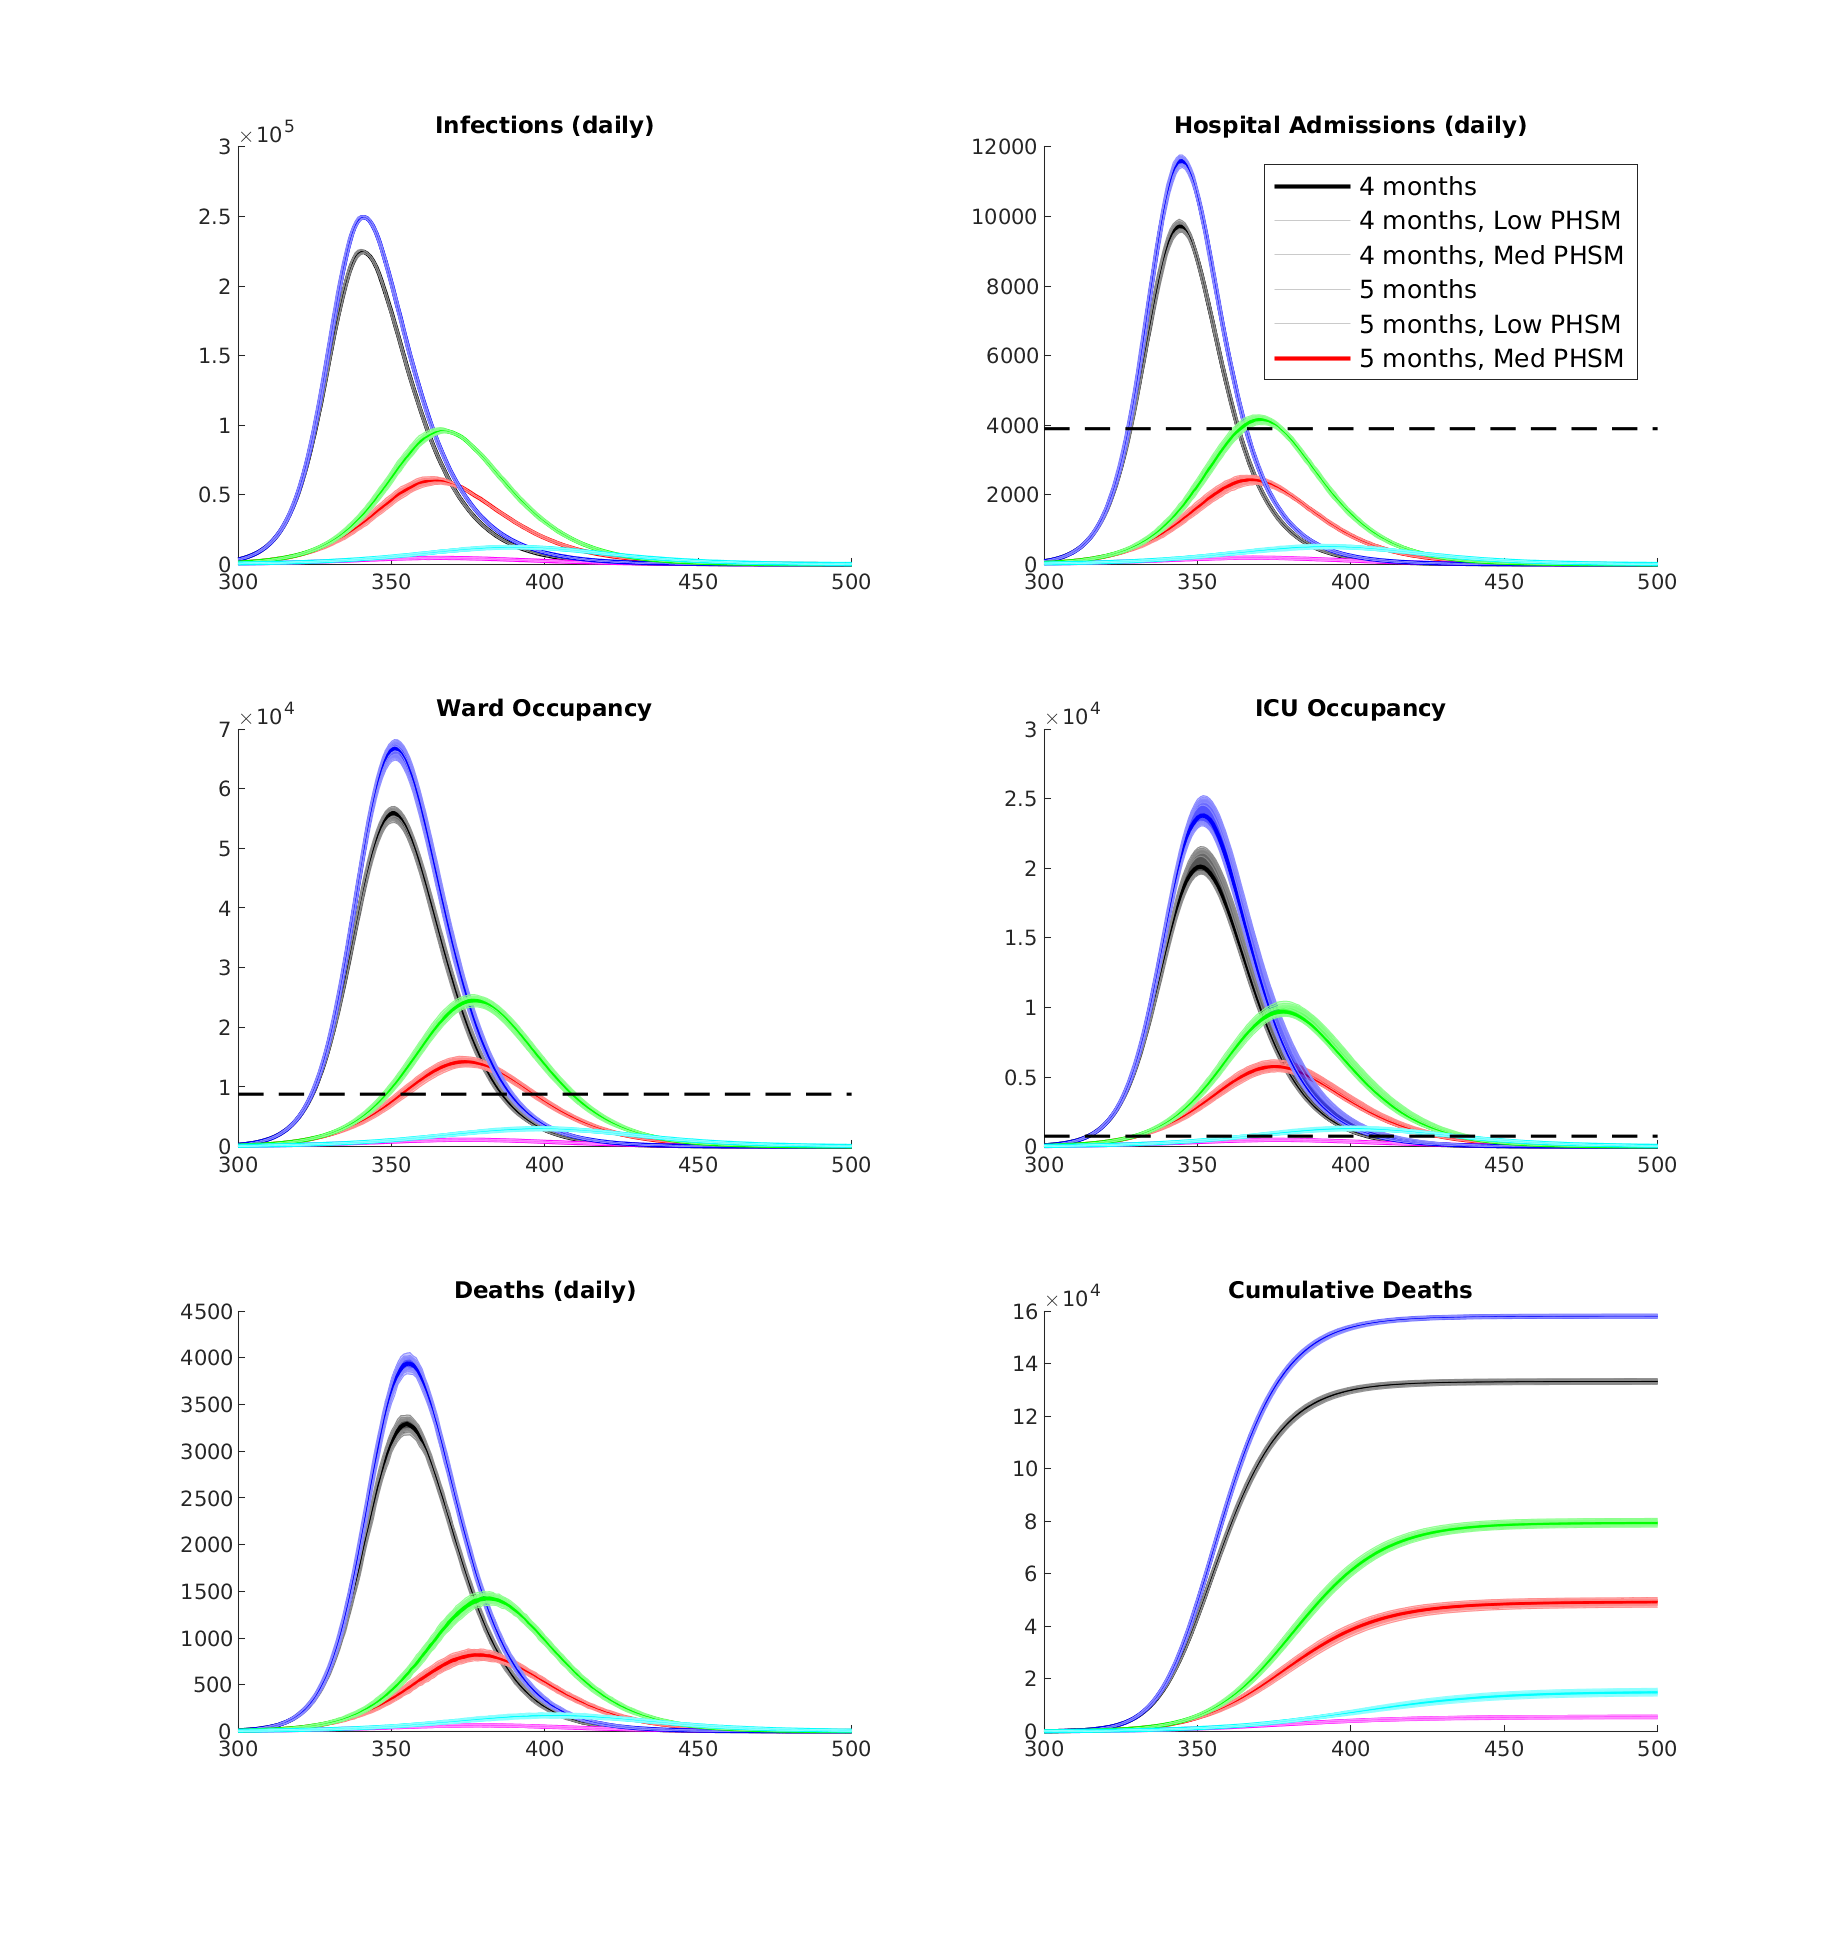 Infections (daily)
×10^5
3
2.5
2
1.5
1
0.5
0
300 350 400 450 500
Hospital Admissions (daily)
12000
10000
8000
6000
4000
2000
0
300 350 400 450 500
4 months
4 months, Low PHSM
4 months, Med PHSM
5 months
5 months, Low PHSM
5 months, Med PHSM
Ward Occupancy
×10^4
7
6
5
4
3
2
1
0
300 350 400 450 500
ICU Occupancy
×10^4
3
2.5
2
1.5
1
0.5
0
300 350 400 450 500
Deaths (daily)
4500
4000
3500
3000
2500
2000
1500
1000
500
0
300 350 400 450 500
Cumulative Deaths
×10^4
16
14
12
10
8
6
4
2
0
300 350 400 450 500